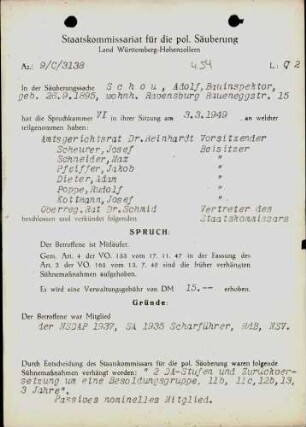 Staatskommissariat für die pol. Säuberung
Land Württemberg-Hohenzollern
Az.: 9/C/3138
L.: Q 2
In der Säuberungssache S c h o u , Adolf, Bauinspektor,
geb. 26.9.1895, wohnh. Ravensburg Raueneggstr. 15
hat die Spruchkammer VI in ihrer Sitzung am 3.3.1949 an welcher
teilgenommen haben:
Amtsgerichtsrat Dr. Reinhardt Vorsitzender
Scheurer, Josef Beisitzer
Schneider, Max "
Pfeiffer, Jakob "
Dieter, Adam "
Poppe, Rudolf "
Kottmann, Josef "
Oberreg. Rat Dr. Schmid Vertreter des
beschlossen und verkündet folgenden Staatskommissars
SPRUCH:
Der Betroffene ist Mitläufer.
Gem. Art. 4 der VO. 133 vom 17. 11. 47 in der Fassung des
Art. 3 der VO. 165 vom 13. 7. 48 sind die früher verhängten
Sühnemaßnahmen aufgehoben.
Es wird eine Verwaltungsgebühr von DM 15.-- erhoben.
Gründe:
Der Betroffene war Mitglied
der NSDAP 1937, SA 1935 Scharführer, RdB, NSV.
Durch Entscheidung des Staatskommissars für die pol. Säuberung waren folgende
Sühnemaßnahmen verhängt worden: " 2 DA-Stufen und Zurückver-
setzung um eine Besoldungsgruppe, 11b, 11c, 12b, 13,
3 Jahre".
Passives nominelles Mitglied.